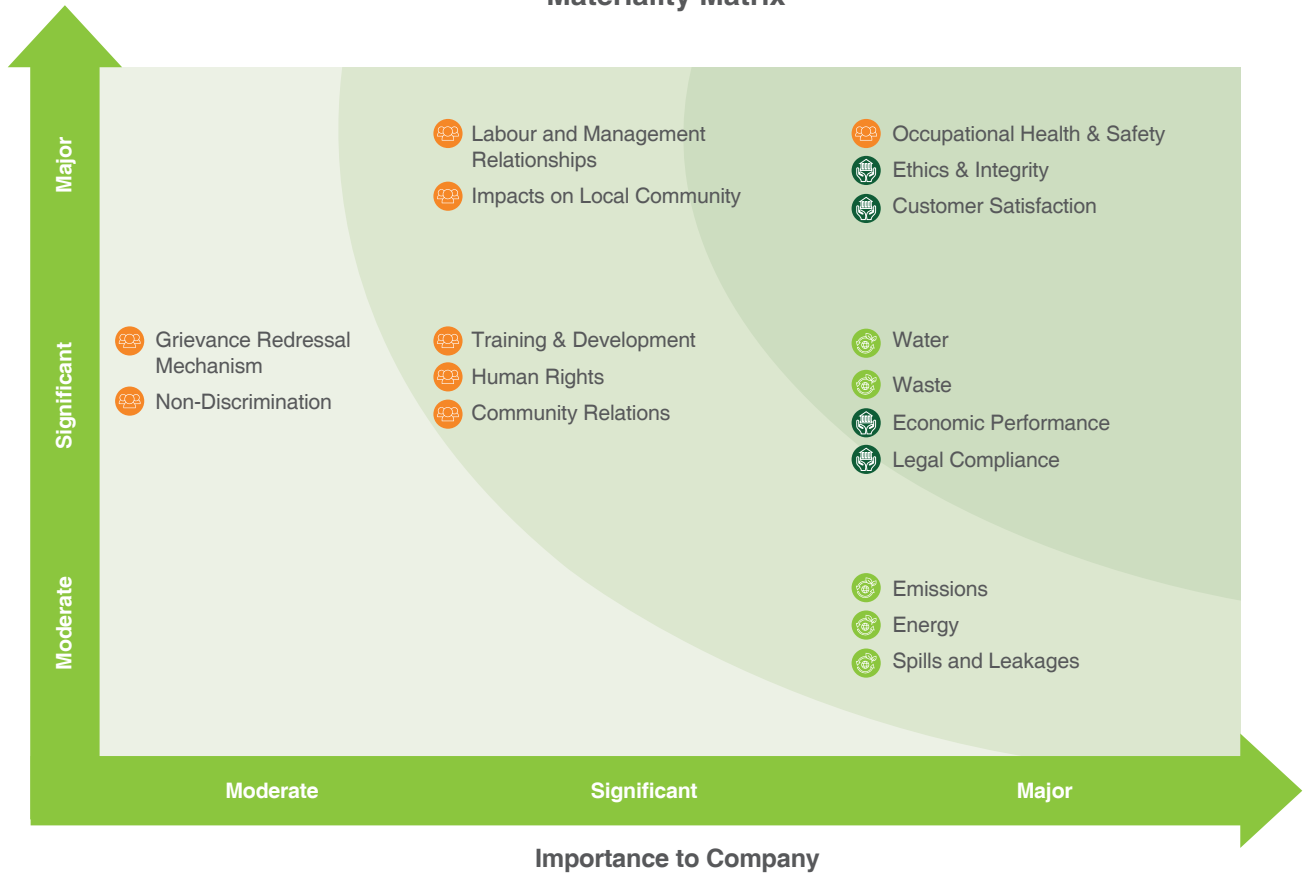 Materiality Matrix
Major
Labour and Management
Relationships
Impacts on Local Community
Occupational Health & Safety
Ethics & Integrity
Customer Satisfaction
Significant
Grievance Redressal
Mechanism
Non-Discrimination
Training & Development
Human Rights
Community Relations
Water
Waste
Economic Performance
Legal Compliance
Moderate
Emissions
Energy
Spills and Leakages
Moderate
Significant
Major
Importance to Company